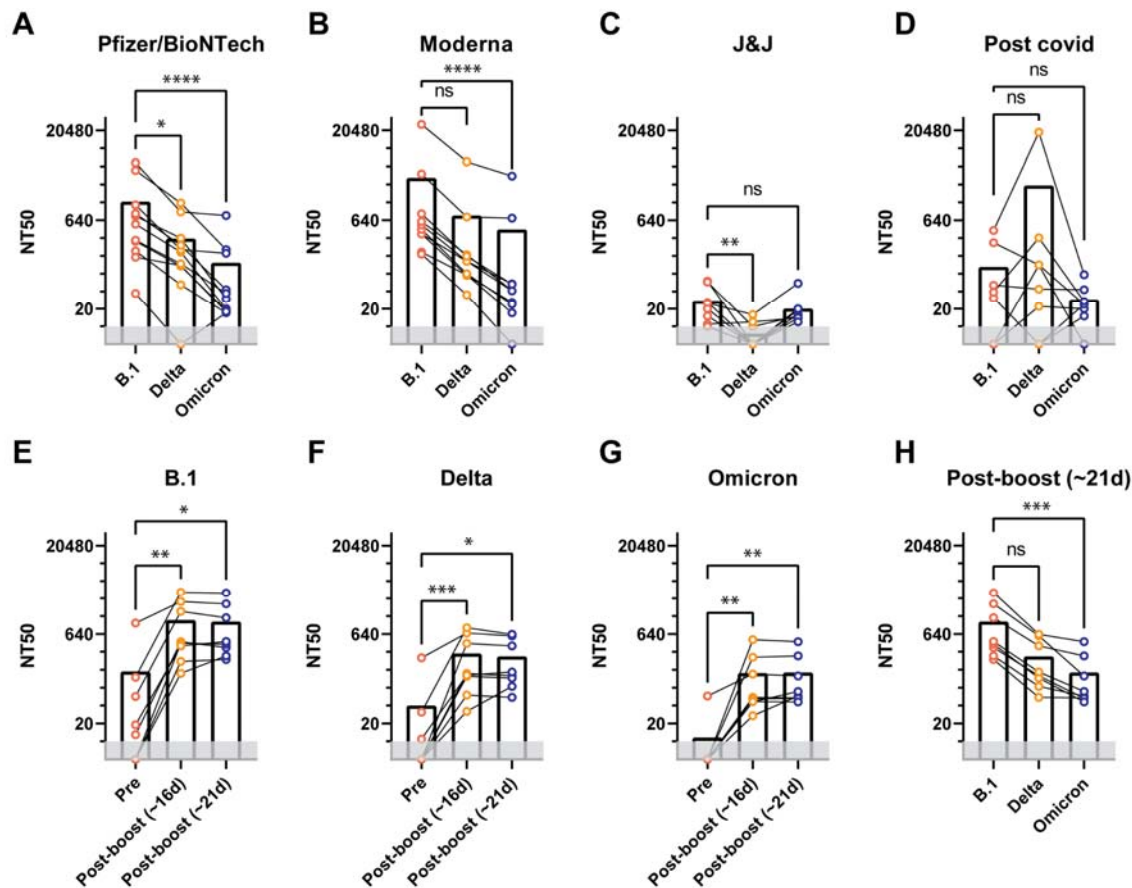 A
Pfizer/BioNTech
****
*
20480
640
20
NT50
B.1
Delta
Omicron
B
Moderna
****
ns
20480
640
20
NT50
B.1
Delta
Omicron
C
J&J
ns
**
20480
640
20
NT50
B.1
Delta
Omicron
D
Post covid
ns
ns
20480
640
20
NT50
B.1
Delta
Omicron
E
B.1
*
**
20480
640
20
NT50
Pre
Post-boost (~16d)
Post-boost (~21d)
F
Delta
*
***
20480
640
20
NT50
Pre
Post-boost (~16d)
Post-boost (~21d)
G
Omicron
**
**
20480
640
20
NT50
Pre
Post-boost (~16d)
Post-boost (~21d)
H
Post-boost (~21d)
***
ns
20480
640
20
NT50
B.1
Delta
Omicron